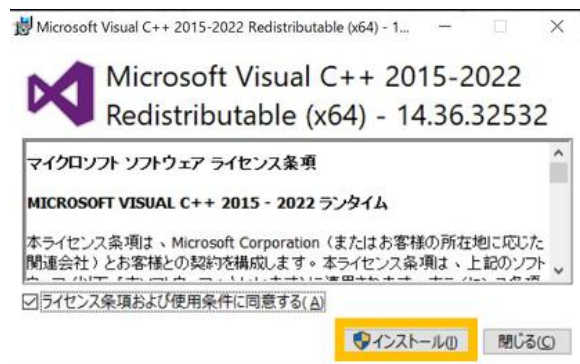 Microsoft Visual C++ 2015-2022 Redistributable (x64) - 1...
Microsoft Visual C++ 2015-2022
Redistributable (x64) - 14.36.32532
マイクロソフト ソフトウェア ライセンス条項
MICROSOFT VISUAL C++ 2015 - 2022 ランタイム
本ライセンス条項は、Microsoft Corporation (またはお客様の所在地に応じた
関連会社) とお客様との契約を構成します。本ライセンス条項は、上記のソフト
ライセンス条項および使用条件に同意する(A)
インストール(I)
閉じる(C)